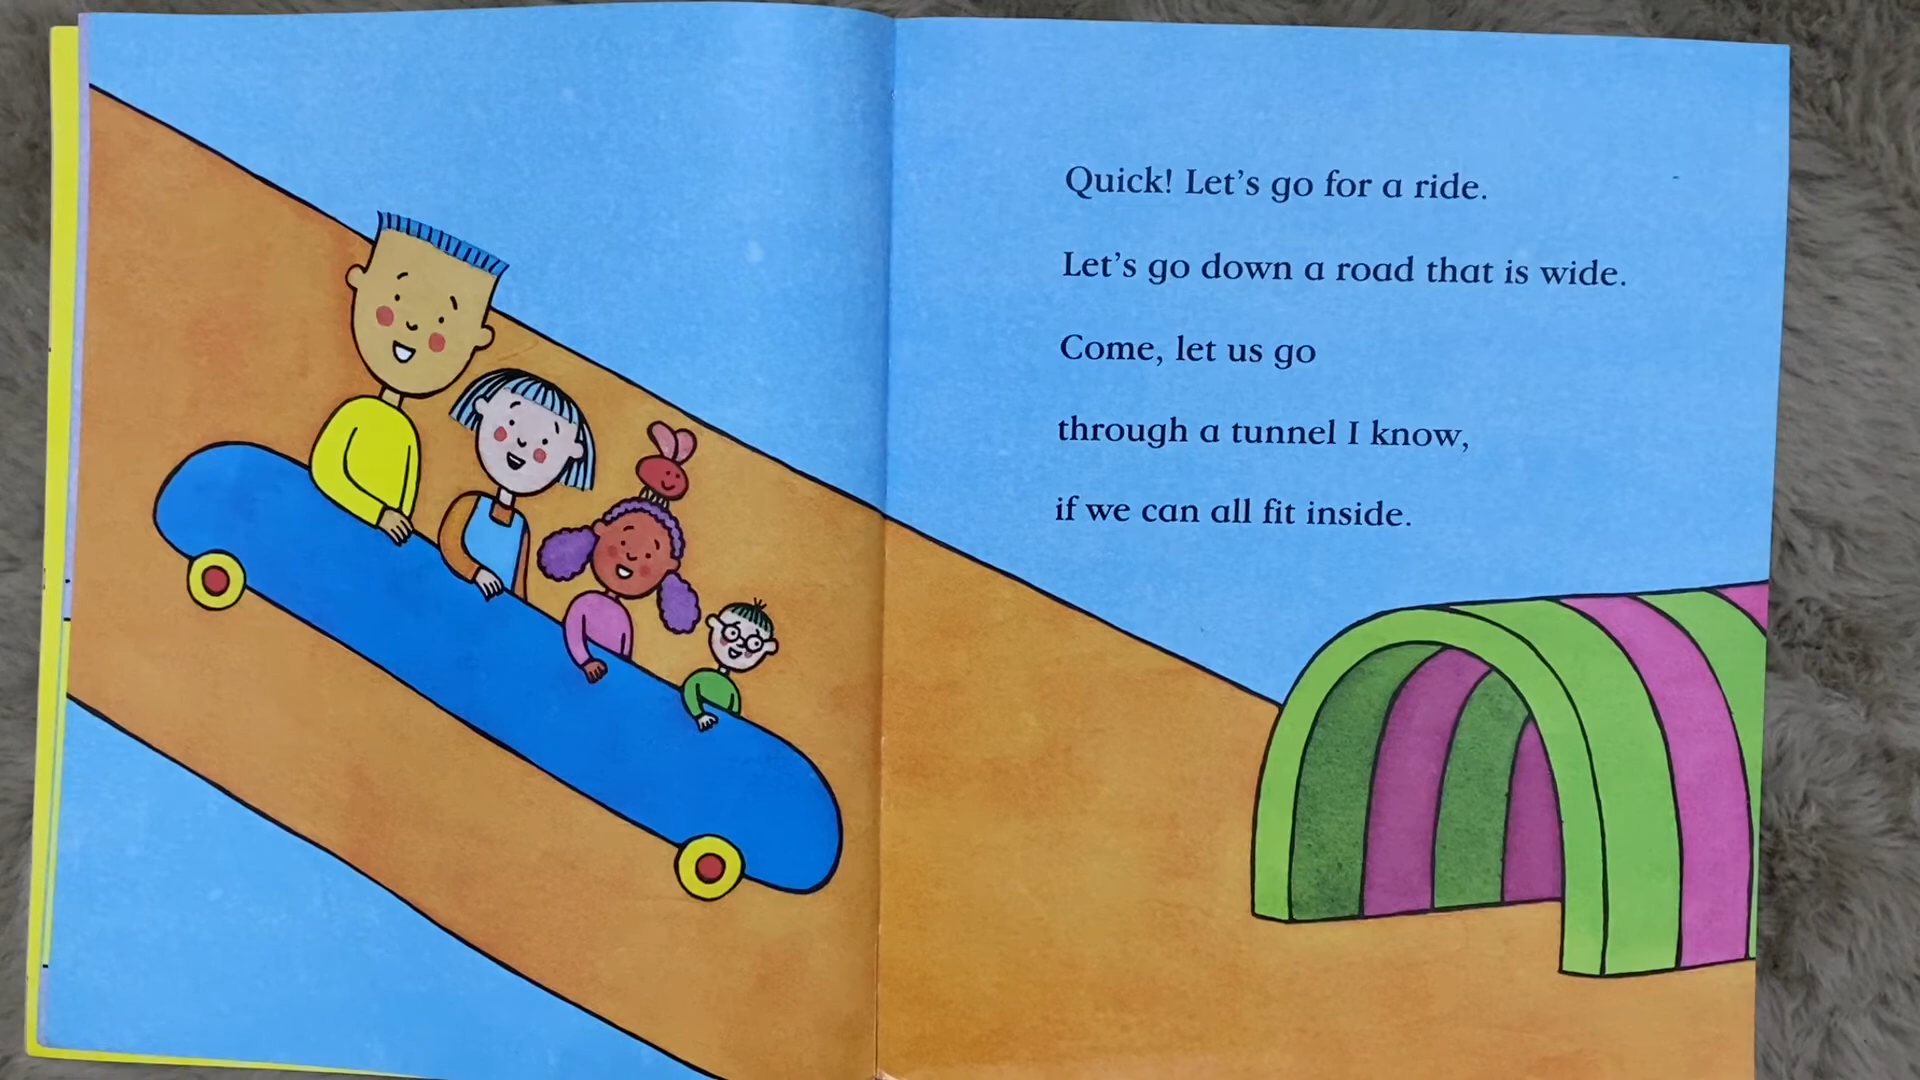 Quick! Let's go for a ride.
Let's go down a road that is wide.
Come, let us go
through a tunnel I know,
if we can all fit inside.